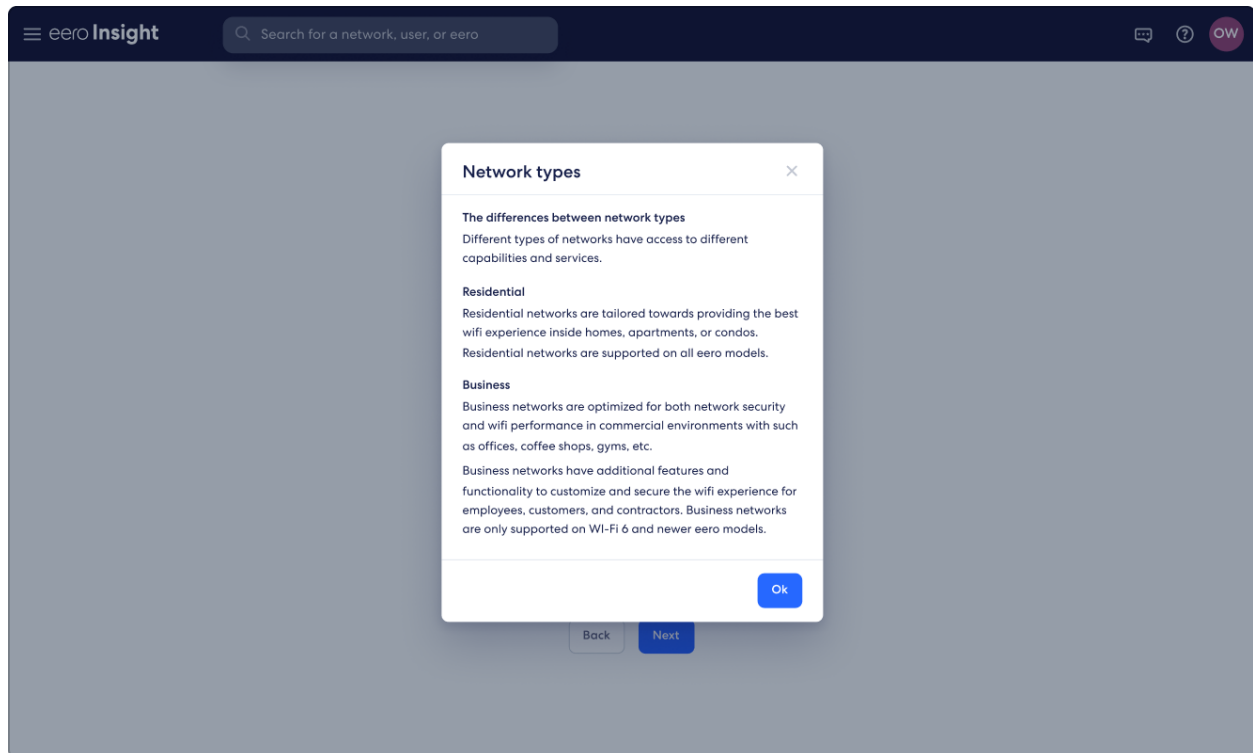 eero Insight
Search for a network, user, or eero
OW
Network types
The differences between network types
Different types of networks have access to different
capabilities and services.
Residential
Residential networks are tailored towards providing the best
wifi experience inside homes, apartments, or condos.
Residential networks are supported on all eero models.
Business
Business networks are optimized for both network security
and wifi performance in commercial environments with such
as offices, coffee shops, gyms, etc.
Business networks have additional features and
functionality to customize and secure the wifi experience for
employees, customers, and contractors. Business networks
are only supported on WI-Fi 6 and newer eero models.
Ok
Back
Next